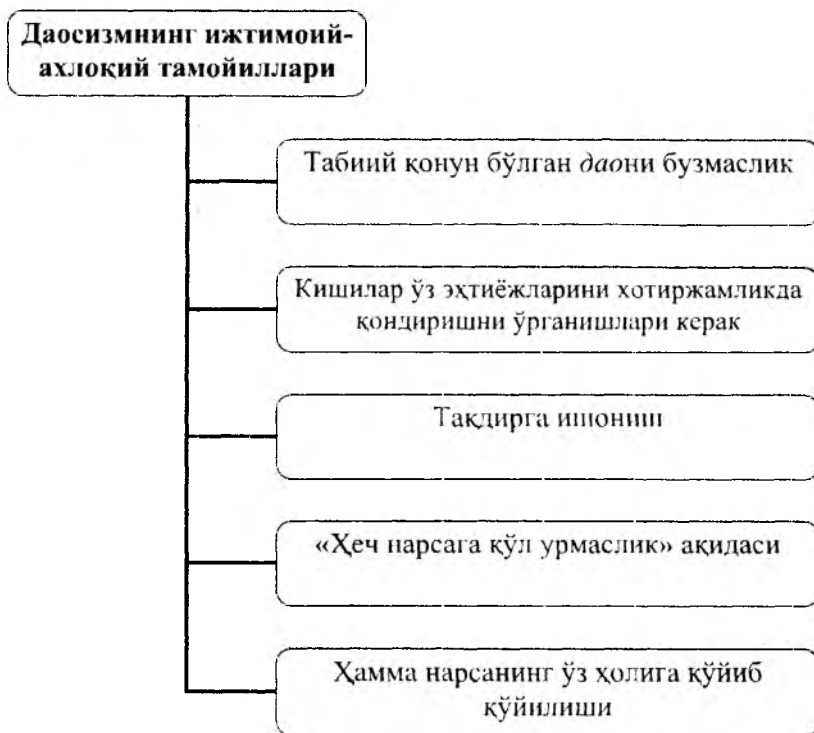 Даосизмнинг ижтимоий-
ахлоқий тамойиллари
Табиий қонун бўлган даони бузмаслик
Кишилар ўз эҳтиёжларини хотиржамликда
қондиришни ўрганишлари керак
Тақдирга ишониш
«Ҳеч нарсага қўл урмаслик» ақидаси
Ҳамма нарсанинг ўз ҳолига қўйиб
қўйилиши